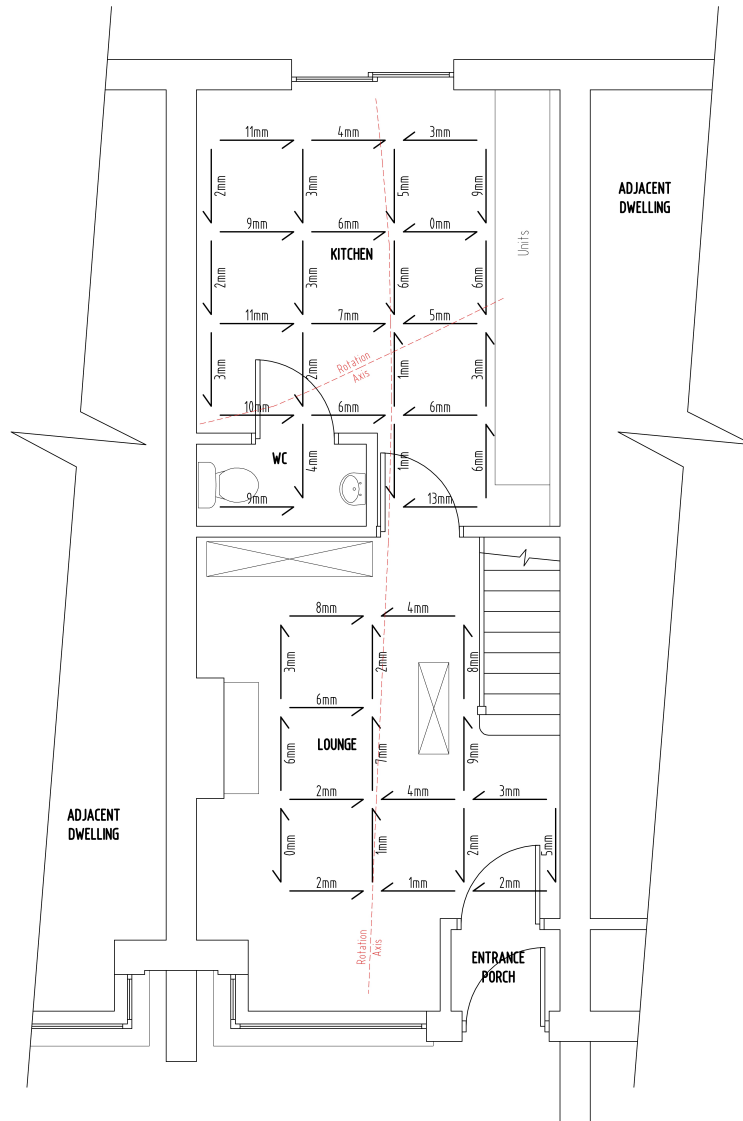 11mm 4mm 3mm
2mm 3mm 5mm 9mm
ADJACENT
DWELLING
9mm 6mm 0mm
KITCHEN
Units
2mm 3mm 6mm 6mm
11mm 7mm 5mm
Rotation
Axis
3mm 2mm 1mm 3mm
10mm 6mm 6mm
WC
4mm 1mm 6mm
9mm 13mm
8mm 4mm
3mm 2mm 8mm
6mm
LOUNGE
6mm 7mm 9mm
2mm 4mm 3mm
ADJACENT
DWELLING
0mm 1mm 2mm 5mm
2mm 1mm 2mm
Rotation
Axis
ENTRANCE
PORCH